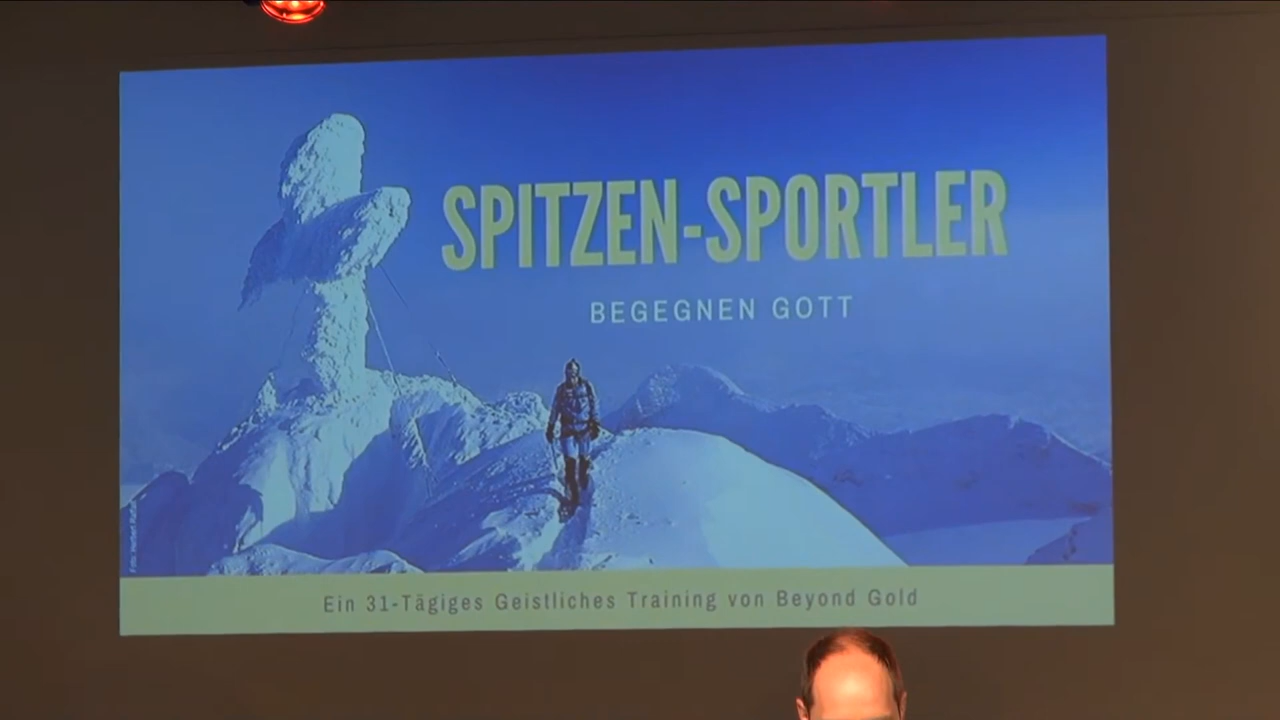 SPITZEN-SPORTLER
BEGEGNEN GOTT
Ein 31-Tägiges Geistliches Training von Beyond Gold